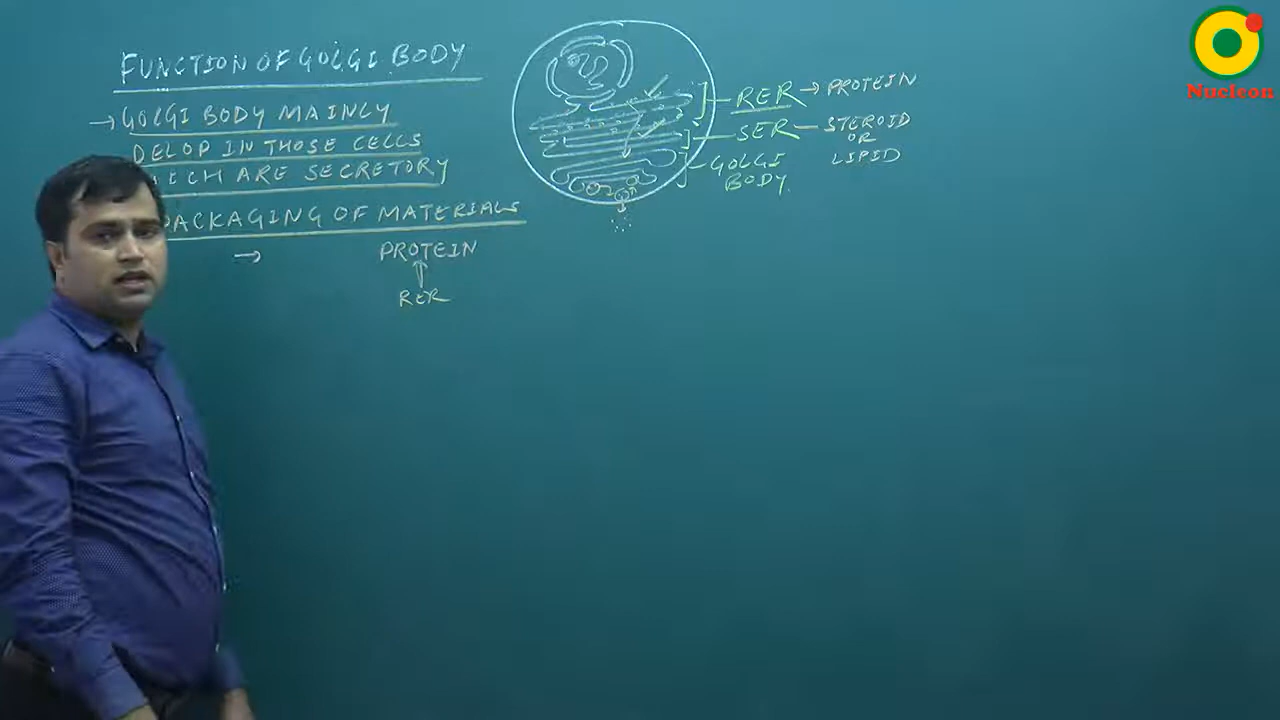 FUNCTION OF GOLGI BODY
→ GOLGI BODY MAINLY
DELOP IN THOSE CELLS
ICH ARE SECRETORY
PACKAGING OF MATERIALS
→ PROTEIN
↑
RER
RER → PROTEIN
SER — STEROID
OR
LIPID
GOLGI
BODY.
Nucleon